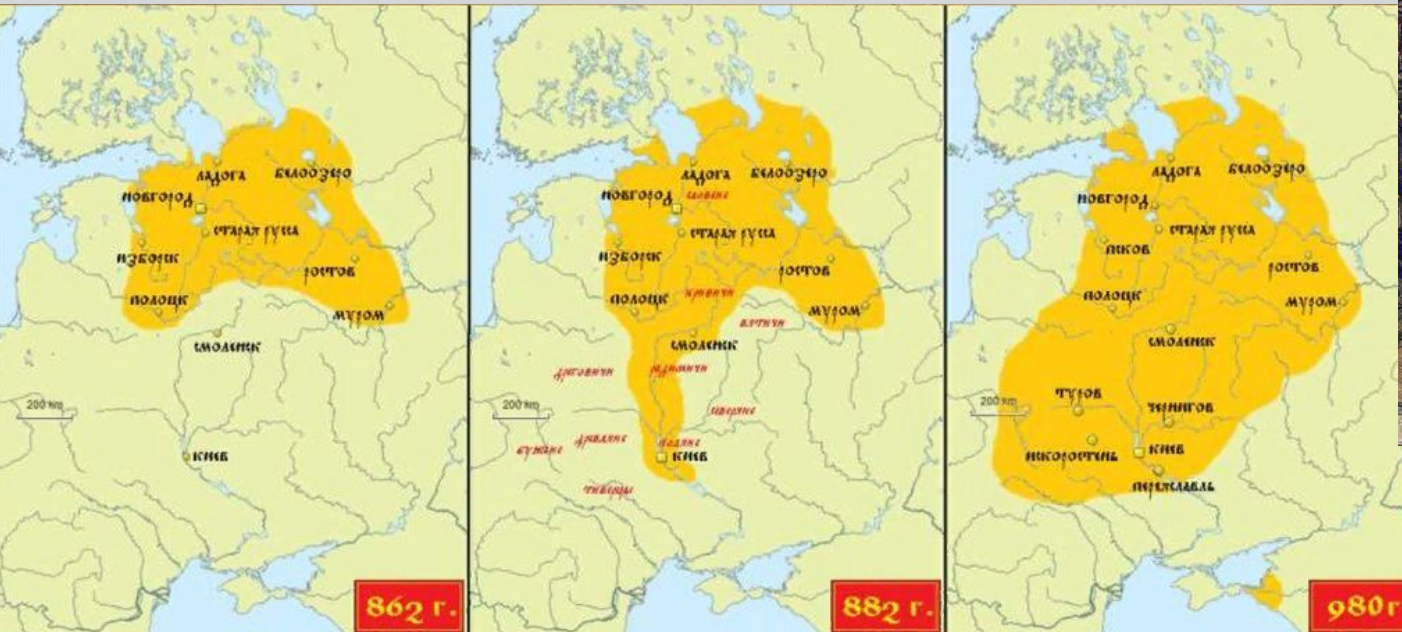 ЛАДОГА
БЕЛООЗЕРО
НОВГОРОД
СТАРАЯ РУССА
ИЗБОРСК
РОСТОВ
ПОЛОЦК
МУРОМ
СМОЛЕНСК
200 km
КИЕВ
862 г.
ЛАДОГА
БЕЛООЗЕРО
НОВГОРОД
словене
СТАРАЯ РУССА
ИЗБОРСК
РОСТОВ
кривичи
ПОЛОЦК
МУРОМ
вятичи
СМОЛЕНСК
дреговичи
радимичи
200 km
северяне
древляне
поляне
бужане
КИЕВ
тиверцы
882 г.
ЛАДОГА
БЕЛООЗЕРО
НОВГОРОД
СТАРАЯ РУССА
ПСКОВ
РОСТОВ
ПОЛОЦК
МУРОМ
СМОЛЕНСК
ТУРОВ
200 km
ЧЕРНИГОВ
КИЕВ
ИСКОРОСТЕНЬ
ПЕРЕЯСЛАВЛЬ
980г